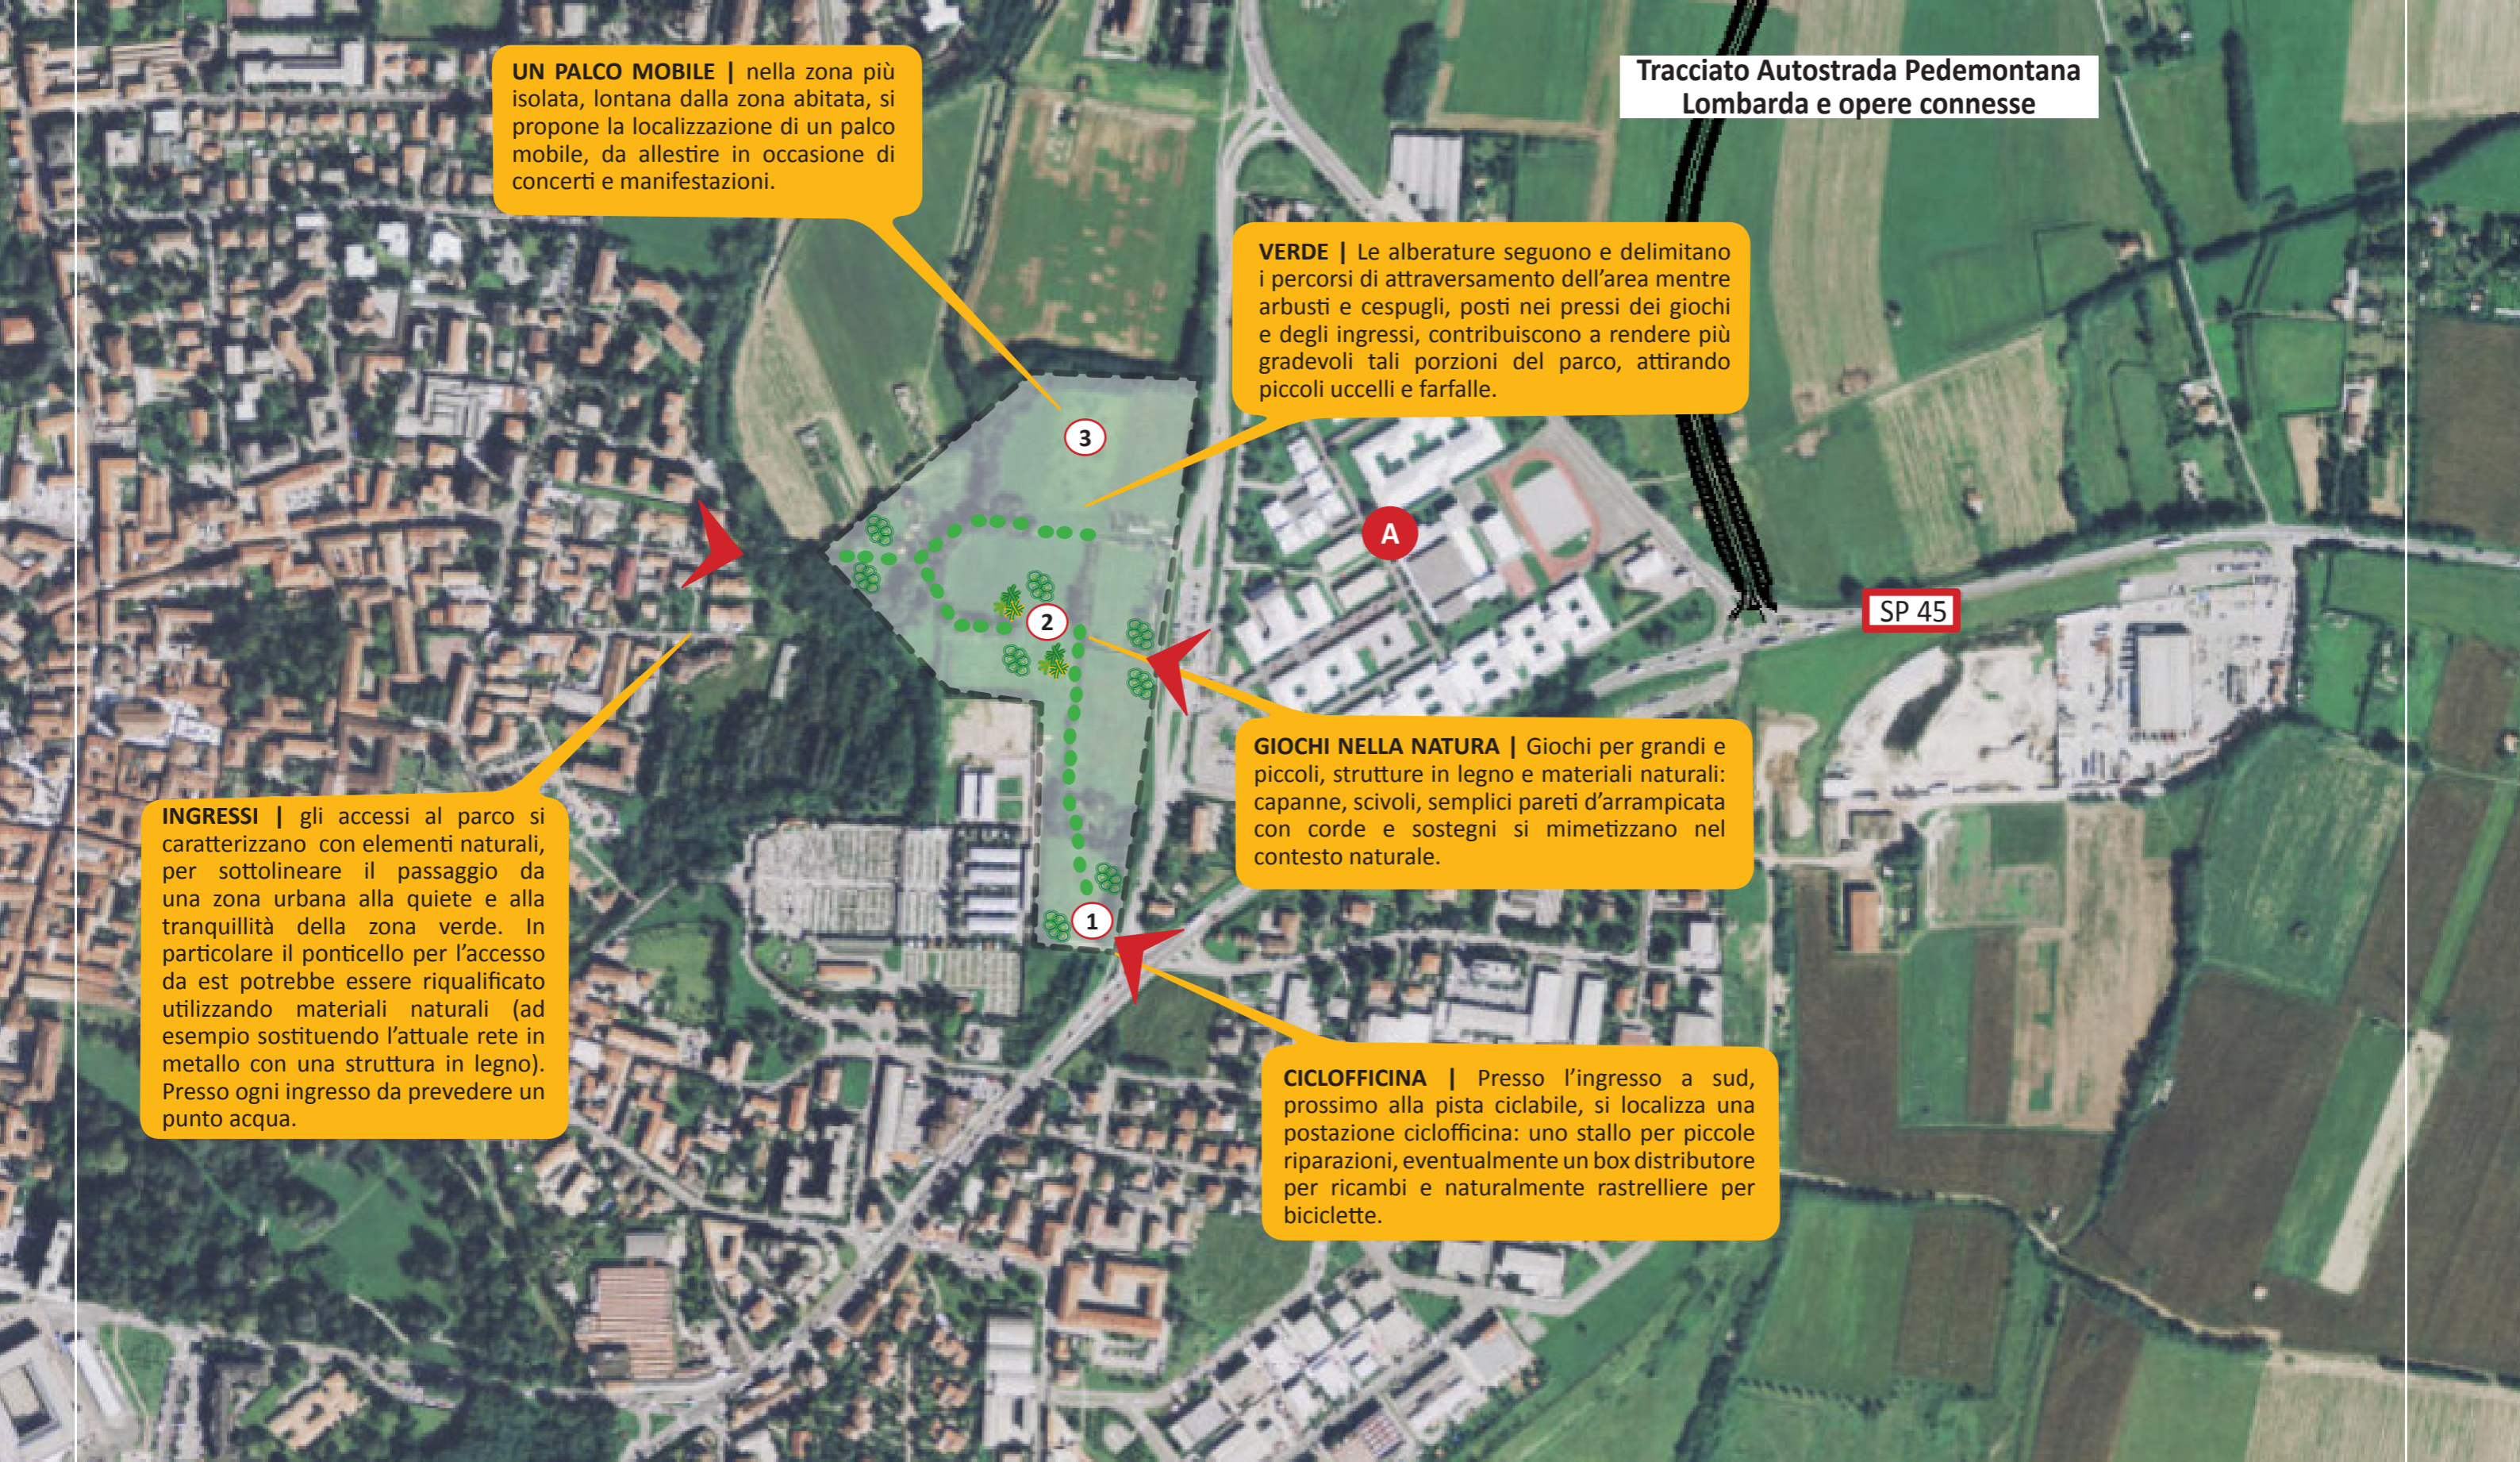 UN PALCO MOBILE | nella zona più
isolata, lontana dalla zona abitata, si
propone la localizzazione di un palco
mobile, da allestire in occasione di
concerti e manifestazioni.
Tracciato Autostrada Pedemontana
Lombarda e opere connesse
VERDE | Le alberature seguono e delimitano
i percorsi di attraversamento dell'area mentre
arbusti e cespugli, posti nei pressi dei giochi
e degli ingressi, contribuiscono a rendere più
gradevoli tali porzioni del parco, attirando
piccoli uccelli e farfalle.
3
A
2
SP 45
GIOCHI NELLA NATURA | Giochi per grandi e
piccoli, strutture in legno e materiali naturali:
capanne, scivoli, semplici pareti d'arrampicata
con corde e sostegni si mimetizzano nel
contesto naturale.
INGRESSI | gli accessi al parco si
caratterizzano con elementi naturali,
per sottolineare il passaggio da
una zona urbana alla quiete e alla
tranquillità della zona verde. In
particolare il ponticello per l'accesso
da est potrebbe essere riqualificato
utilizzando materiali naturali (ad
esempio sostituendo l'attuale rete in
metallo con una struttura in legno).
Presso ogni ingresso da prevedere un
punto acqua.
1
CICLOFFICINA | Presso l'ingresso a sud,
prossimo alla pista ciclabile, si localizza una
postazione ciclofficina: uno stallo per piccole
riparazioni, eventualmente un box distributore
per ricambi e naturalmente rastrelliere per
biciclette.